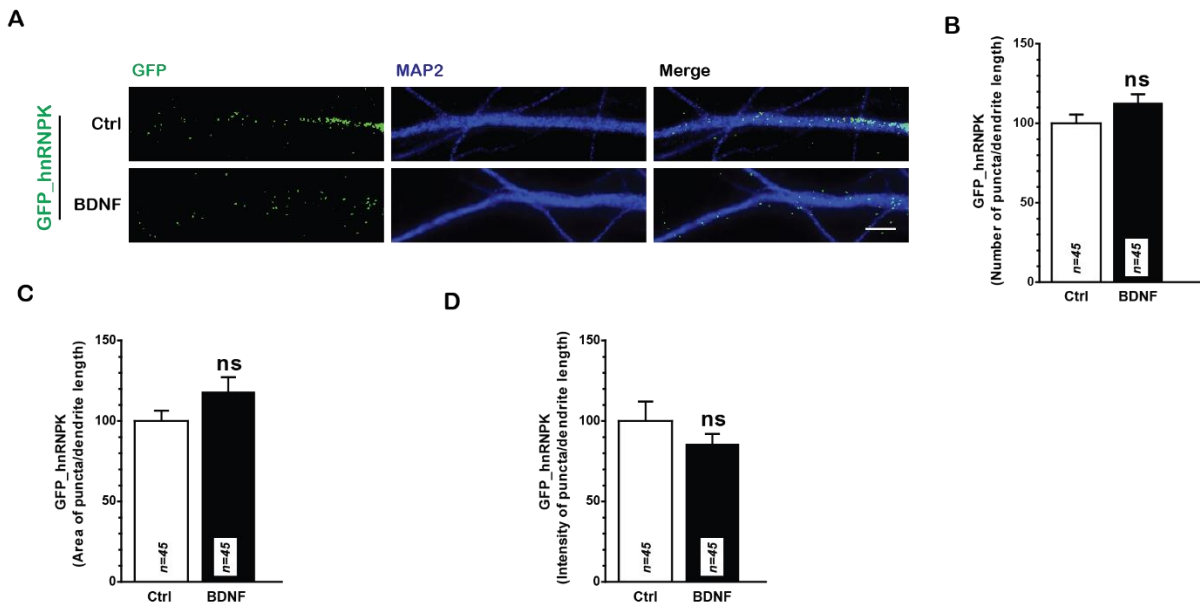 A
GFP
MAP2
Merge
GFP_hnRNPK
Ctrl
BDNF
B
GFP_hnRNPK
(Number of puncta/dendrite length)
150
100
50
0
ns
n=45
n=45
Ctrl
BDNF
C
GFP_hnRNPK
(Area of puncta/dendrite length)
150
100
50
0
ns
n=45
n=45
Ctrl
BDNF
D
GFP_hnRNPK
(Intensity of puncta/dendrite length)
150
100
50
0
ns
n=45
n=45
Ctrl
BDNF